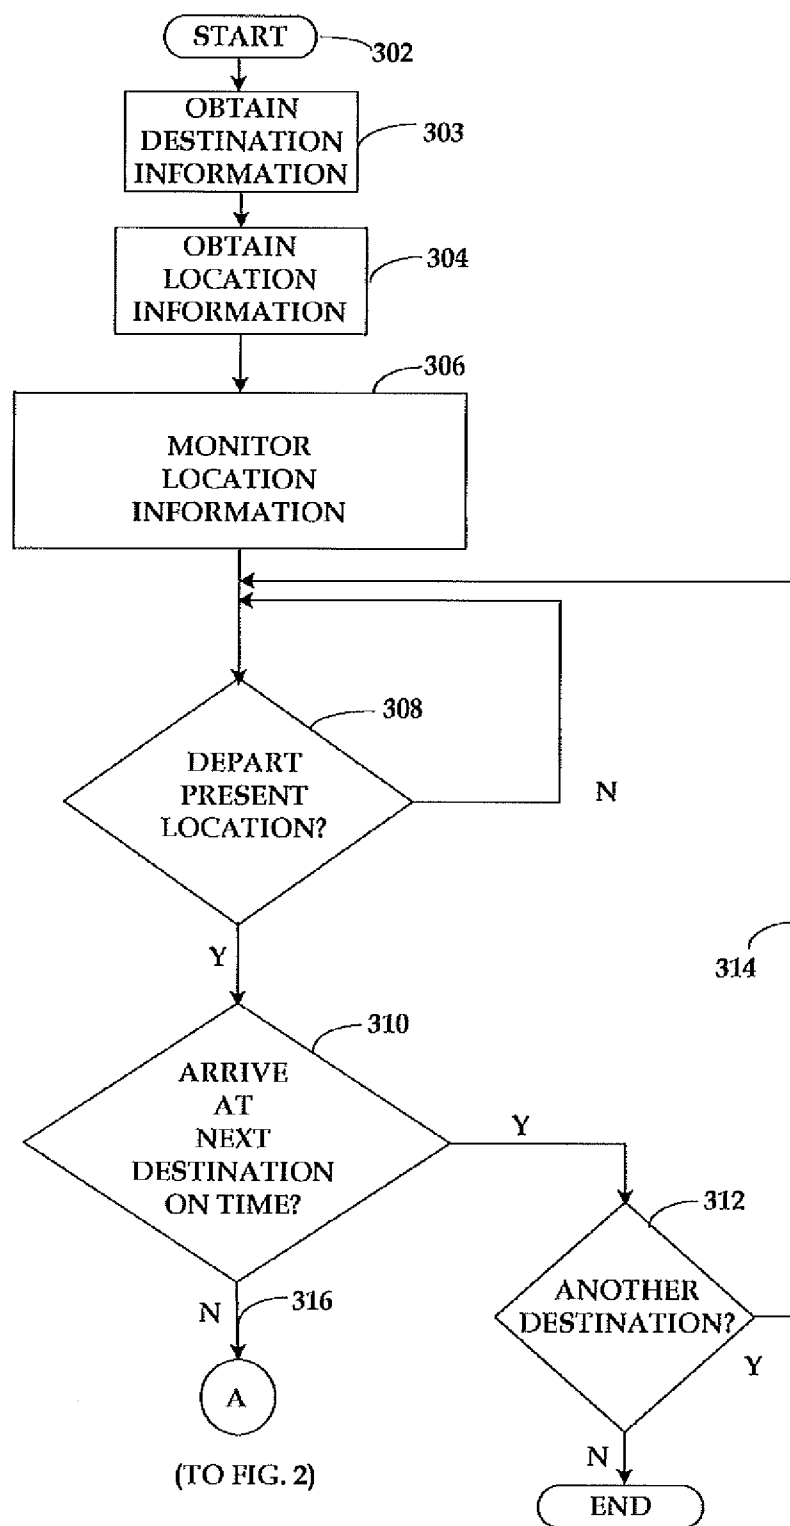 START
302
OBTAIN
DESTINATION
INFORMATION
303
OBTAIN
LOCATION
INFORMATION
304
306
MONITOR
LOCATION
INFORMATION
308
DEPART
PRESENT
LOCATION?
N
Y
314
310
ARRIVE
AT
NEXT
DESTINATION
ON TIME?
Y
312
ANOTHER
DESTINATION?
Y
N
316
A
(TO FIG. 2)
N
END